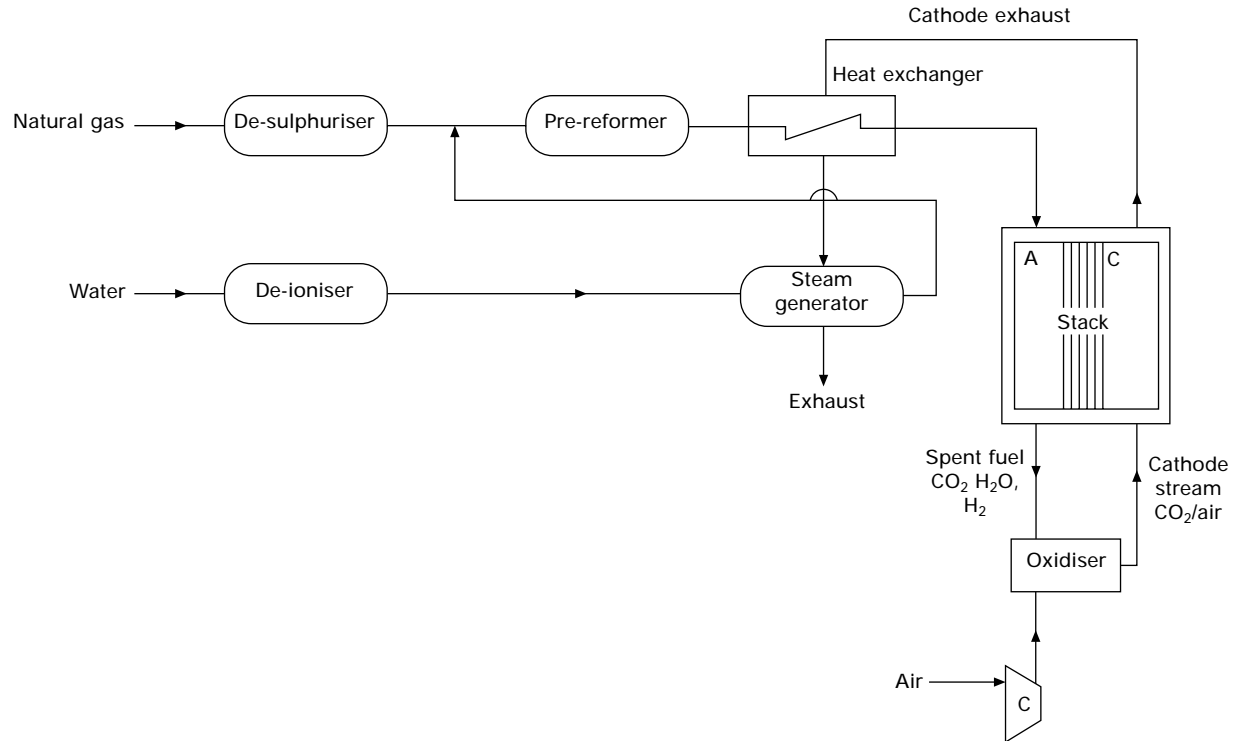 Cathode exhaust
Heat exchanger
Natural gas
De-sulphuriser
Pre-reformer
Water
De-ioniser
Steam
generator
Exhaust
A
C
Stack
Spent fuel
CO₂ H₂O,
H₂
Cathode
stream
CO₂/air
Oxidiser
Air
C